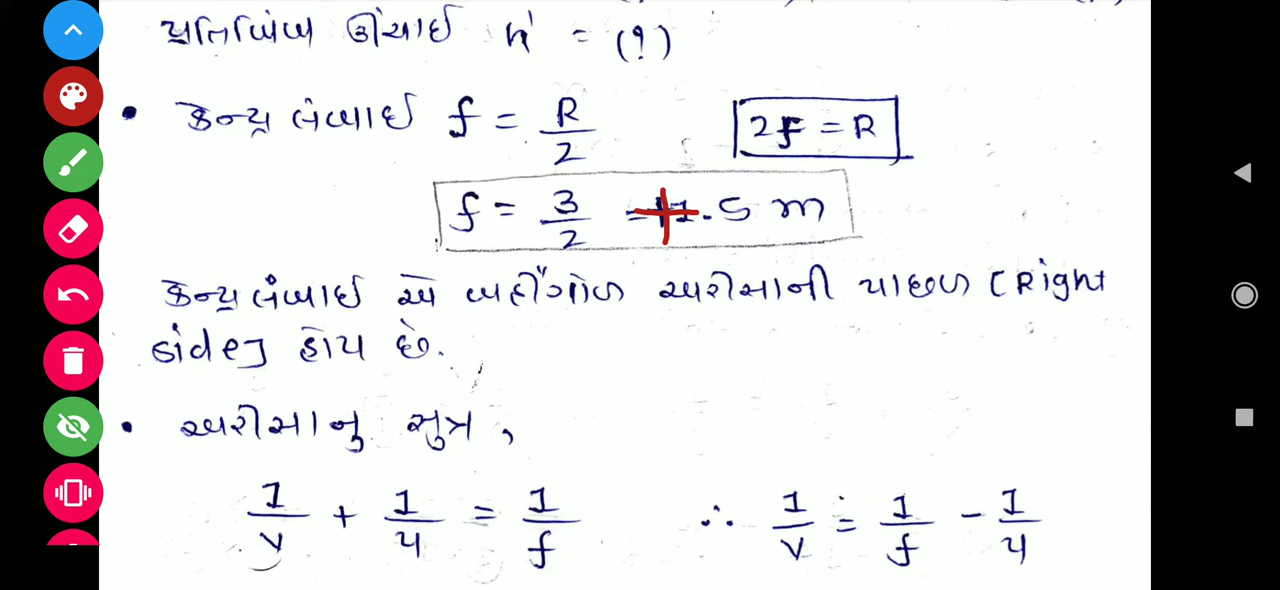 પ્રતિબિંબ ઊંચાઈ h' = (?)
• કેન્દ્ર લંબાઈ f = R/2  2f = R
f = 3/2 = +1.5 m
કેન્દ્ર લંબાઈ એ બહીંગોળ અરીસાની પાછળ [Right
side] હોય છે.
• અરીસાનુ સુત્ર,
1/v + 1/u = 1/f  ∴ 1/v = 1/f - 1/u